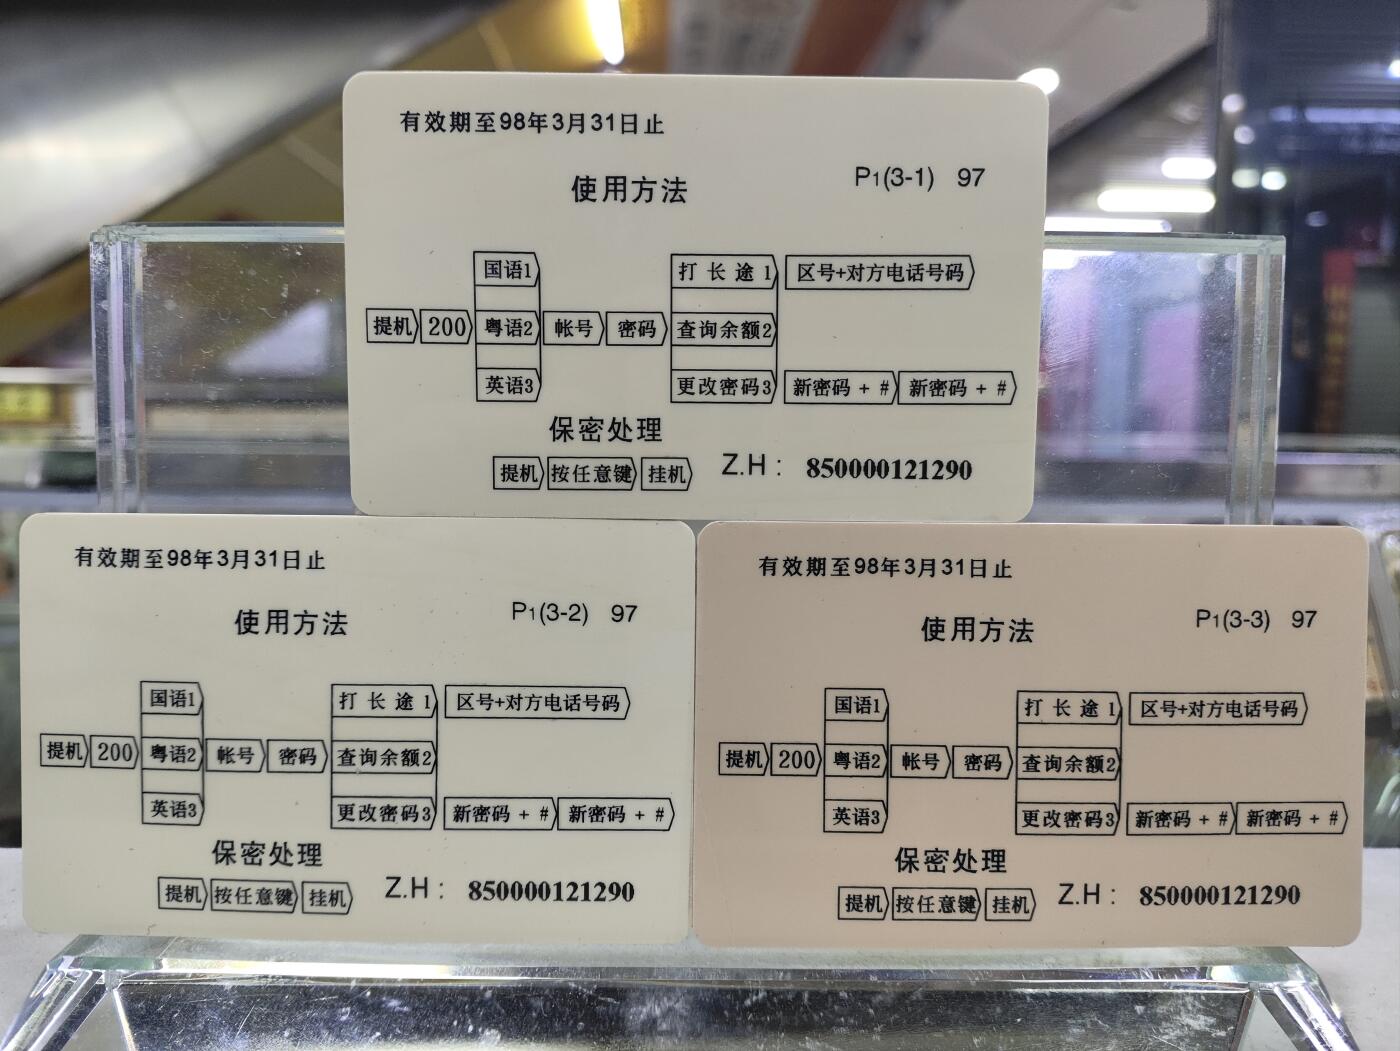 有效期至98年3月31日止
使用方法
P1(3-1) 97
国语1
打长途1 区号+对方电话号码
提机 200 粤语2 帐号 密码 查询余额2
英语3
更改密码3 新密码 + # 新密码 + #
保密处理
提机 按任意键 挂机 Z.H : 850000121290
有效期至98年3月31日止
使用方法
P1(3-2) 97
国语1
打长途1 区号+对方电话号码
提机 200 粤语2 帐号 密码 查询余额2
英语3
更改密码3 新密码 + # 新密码 + #
保密处理
提机 按任意键 挂机 Z.H : 850000121290
有效期至98年3月31日止
使用方法
P1(3-3) 97
国语1
打长途1 区号+对方电话号码
提机 200 粤语2 帐号 密码 查询余额2
英语3
更改密码3 新密码 + # 新密码 + #
保密处理
提机 按任意键 挂机 Z.H : 850000121290